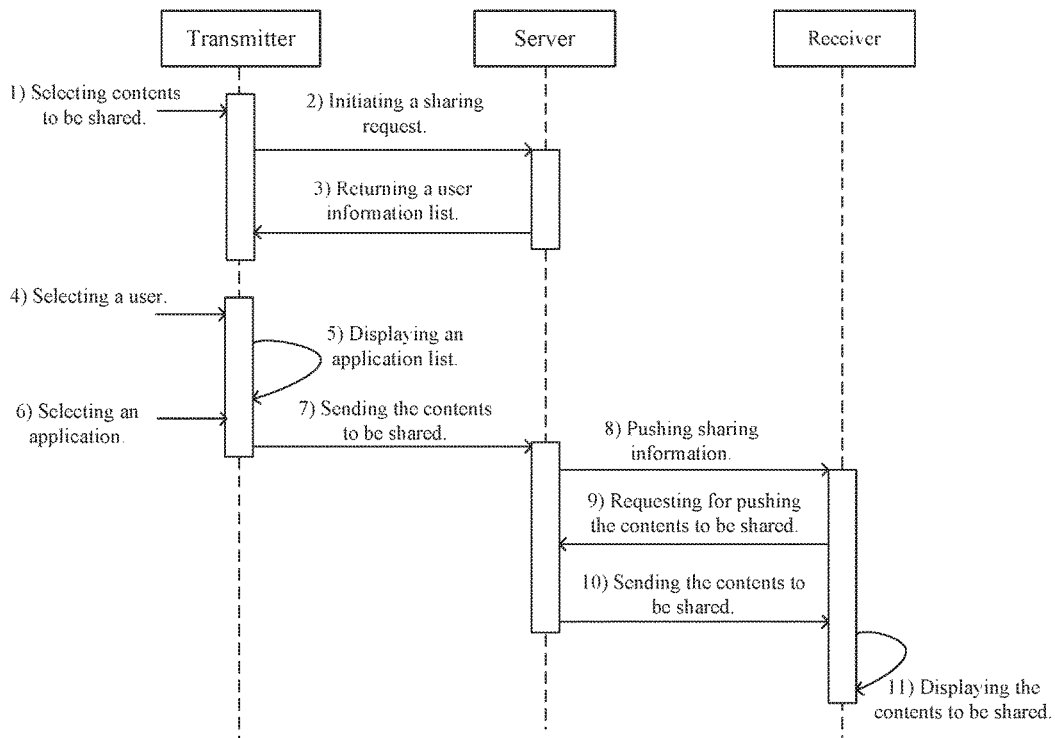 Transmitter
Server
Receiver
1) Selecting contents
to be shared.
2) Initiating a sharing
request.
3) Returning a user
information list.
4) Selecting a user.
5) Displaying an
application list.
6) Selecting an
application.
7) Sending the contents
to be shared.
8) Pushing sharing
information.
9) Requesting for pushing
the contents to be shared.
10) Sending the contents to
be shared.
11) Displaying the
contents to be shared.